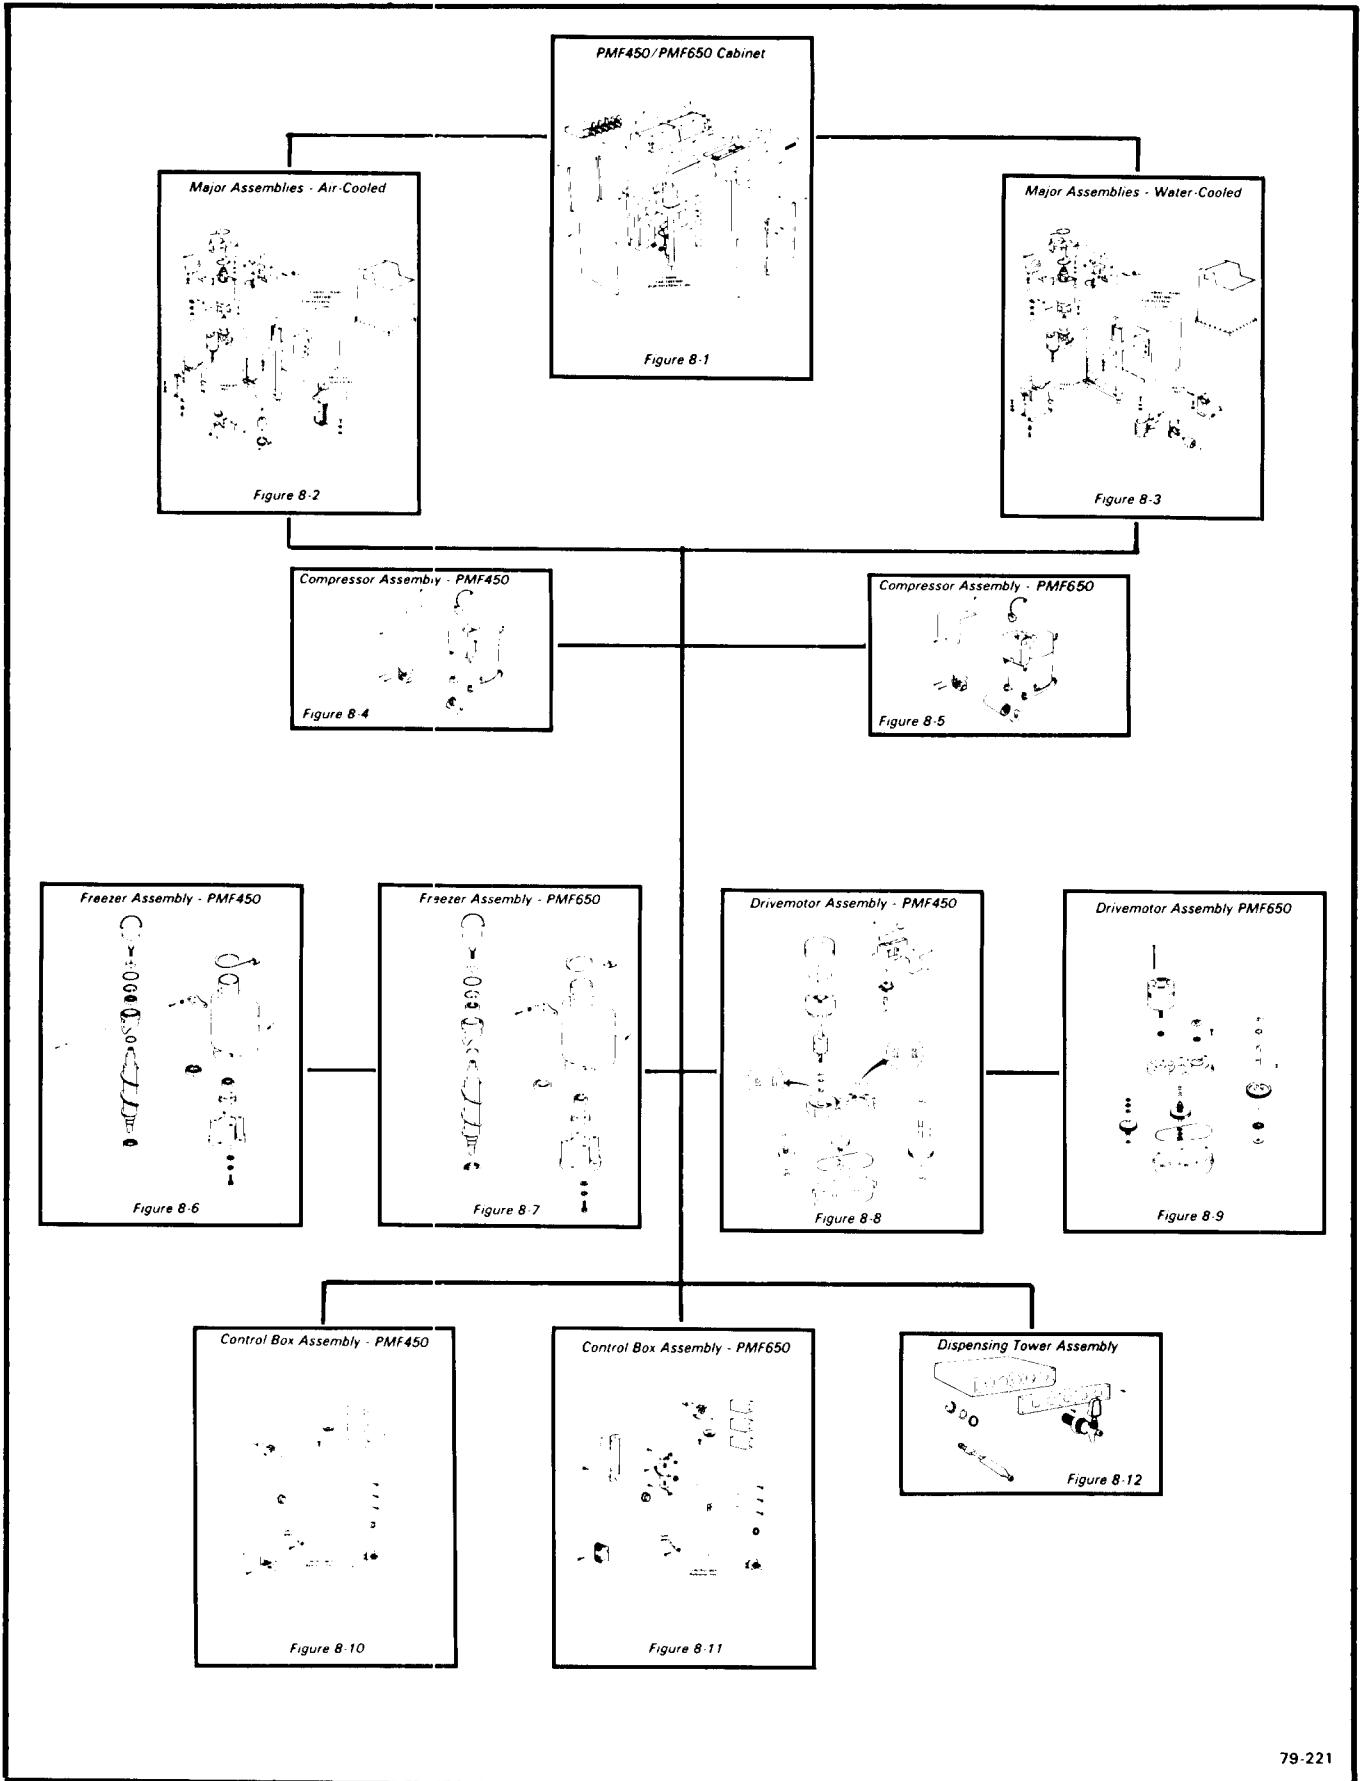 PMF450/PMF650 Cabinet
Figure 8-1
Major Assemblies - Air-Cooled
Figure 8-2
Major Assemblies - Water-Cooled
Figure 8-3
Compressor Assembly - PMF450
Figure 8-4
Compressor Assembly - PMF650
Figure 8-5
Freezer Assembly - PMF450
Figure 8-6
Freezer Assembly - PMF650
Figure 8-7
Drivemotor Assembly - PMF450
Figure 8-8
Drivemotor Assembly PMF650
Figure 8-9
Control Box Assembly - PMF450
Figure 8-10
Control Box Assembly - PMF650
Figure 8-11
Dispensing Tower Assembly
Figure 8-12
79-221